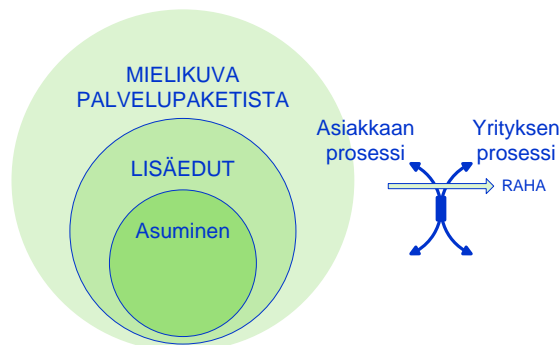 MIELIKUVA
PALVELUPAKETISTA
LISÄEDUT
Asuminen
Asiakkaan
prosessi
Yrityksen
prosessi
RAHA